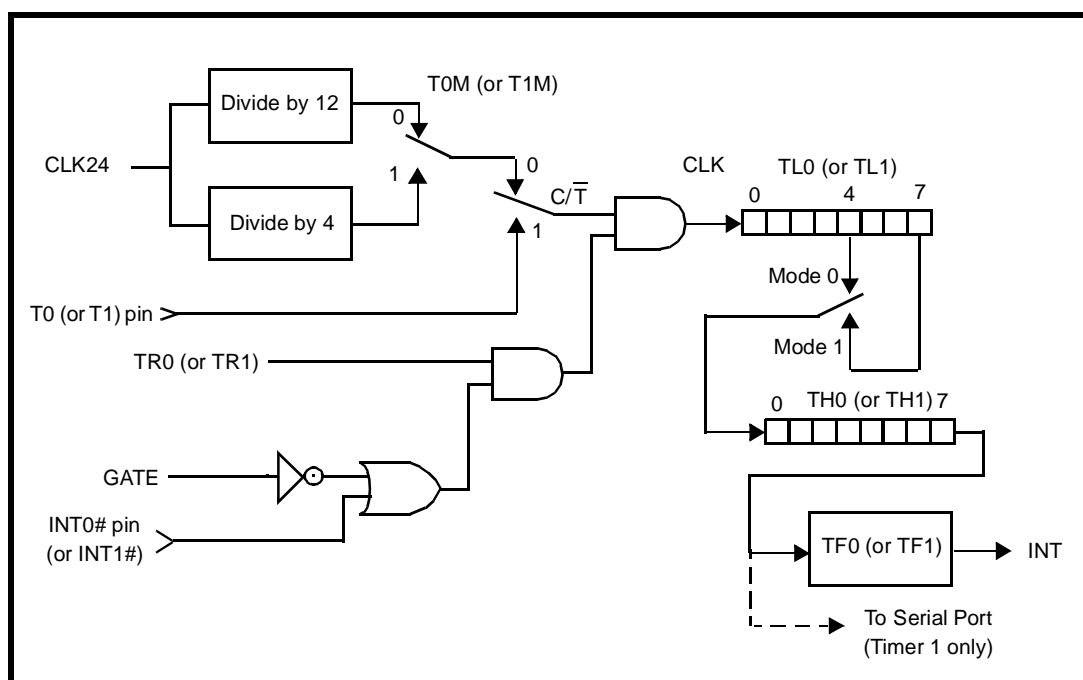 T0M (or T1M)
Divide by 12
0
CLK24
1
0
CLK
TL0 (or TL1)
0
4
7
C/T̅
Divide by 4
1
Mode 0
T0 (or T1) pin
Mode 1
TR0 (or TR1)
0
TH0 (or TH1)
7
GATE
INT0# pin
(or INT1#)
TF0 (or TF1)
INT
To Serial Port
(Timer 1 only)